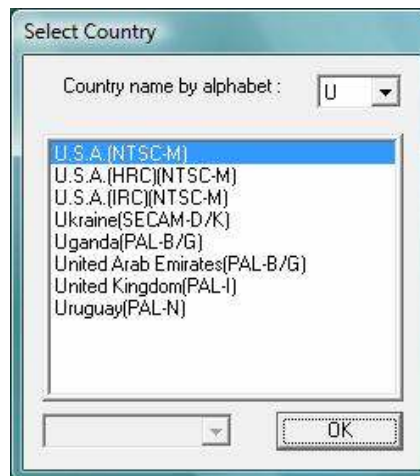 Select Country
Country name by alphabet : U
U.S.A.(NTSC-M)
U.S.A.(HRC)(NTSC-M)
U.S.A.(IRC)(NTSC-M)
Ukraine(SECAM-D/K)
Uganda(PAL-B/G)
United Arab Emirates(PAL-B/G)
United Kingdom(PAL-I)
Uruguay(PAL-N)
OK